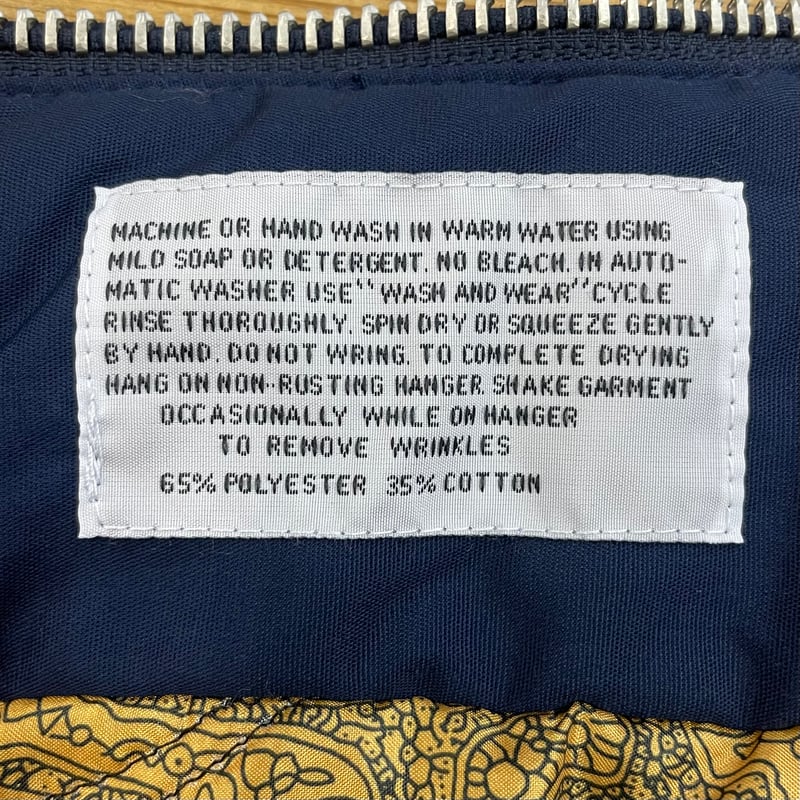 MACHINE OR HAND WASH IN WARM WATER USING
MILD SOAP OR DETERGENT. NO BLEACH. IN AUTO-
MATIC WASHER USE "WASH AND WEAR" CYCLE
RINSE THOROUGHLY. SPIN DRY OR SQUEEZE GENTLY
BY HAND. DO NOT WRING. TO COMPLETE DRYING
HANG ON NON-RUSTING HANGER. SHAKE GARMENT
OCCASIONALLY WHILE ON HANGER
TO REMOVE WRINKLES
65% POLYESTER 35% COTTON